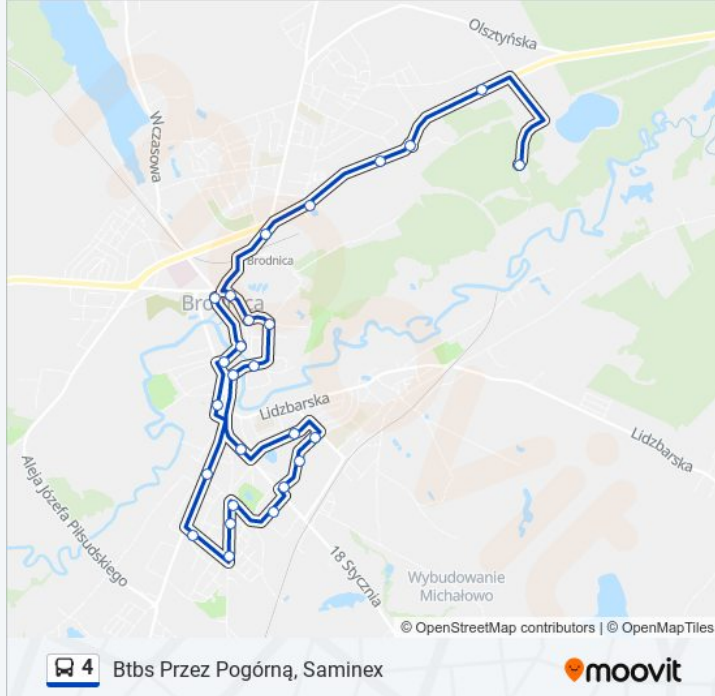 Olsztyńska
Wczasowa
Brodnica
Brodnica
Lidzbarska
Lidzbarska
Aleja Józefa Piłsudskiego
18 Stycznia
Wybudowanie
Michałowo
© OpenStreetMap contributors | © OpenMapTiles
4 Btbs Przez Pogórną, Saminex
moovit